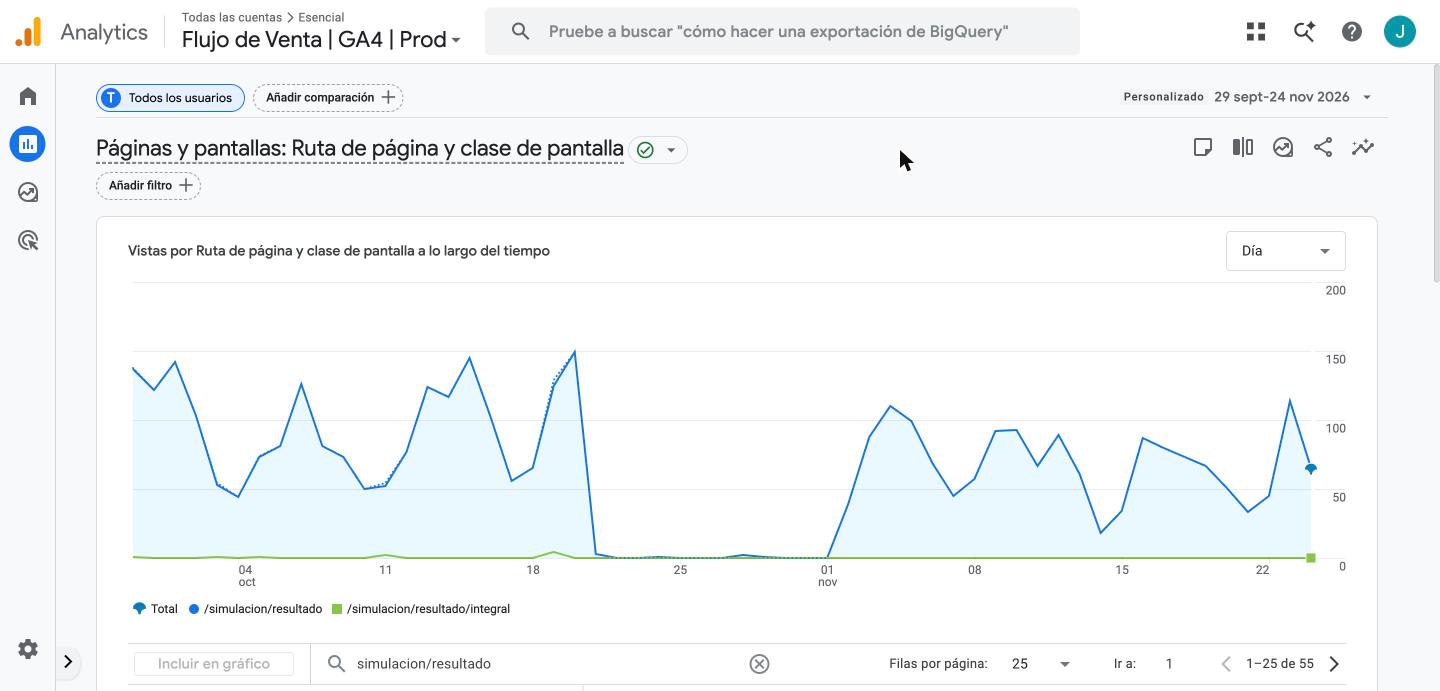 Analytics
Todas las cuentas > Esencial
Flujo de Venta | GA4 | Prod
Pruebe a buscar "cómo hacer una exportación de BigQuery"
J
T Todos los usuarios
Añadir comparación
Personalizado 29 sept-24 nov 2026
Páginas y pantallas: Ruta de página y clase de pantalla
Añadir filtro
Vistas por Ruta de página y clase de pantalla a lo largo del tiempo
Día
200
150
100
50
0
04 oct
11
18
25
01 nov
08
15
22
Total /simulacion/resultado /simulacion/resultado/integral
Incluir en gráfico
simulacion/resultado
Filas por página: 25
Ir a: 1
1–25 de 55